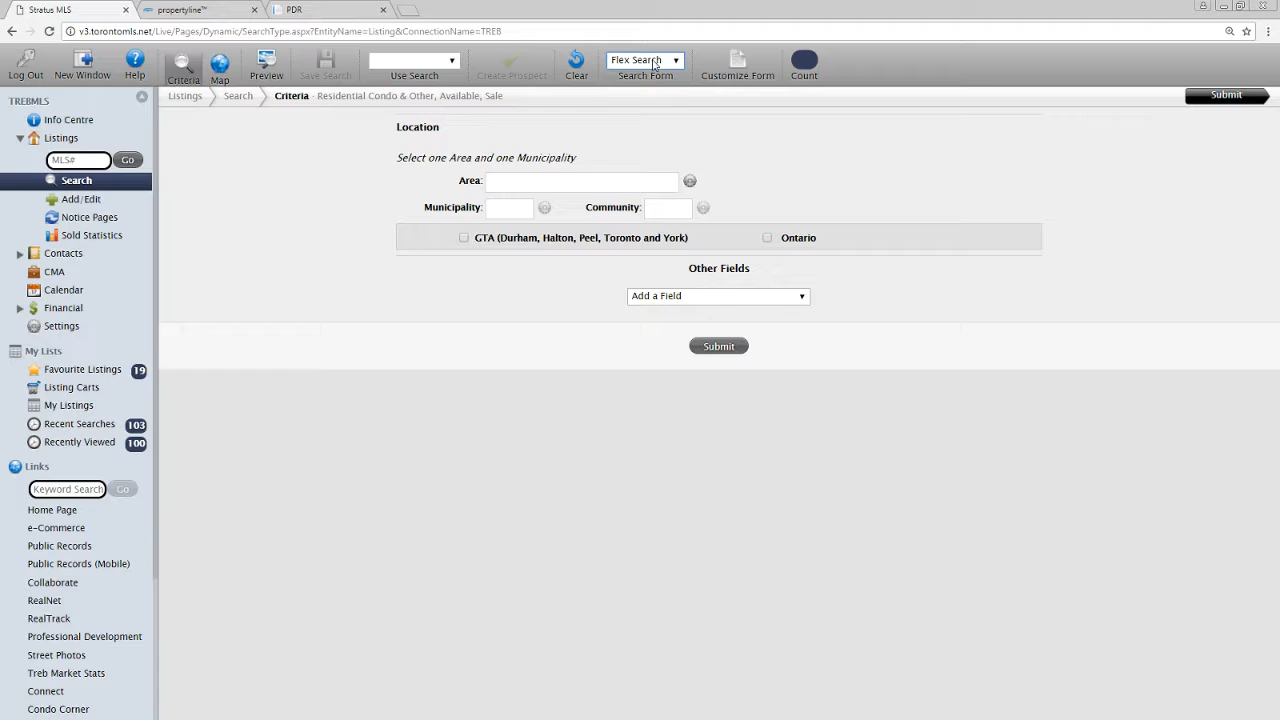 Stratus MLS
propertyline™
PDR
v3.torontomls.net/Live/Pages/Dynamic/SearchType.aspx?EntityName=Listing&ConnectionName=TREB
Log Out
New Window
Help
Criteria
Map
Preview
Save Search
Use Search
Create Prospect
Clear
Flex Search
Search Form
Customize Form
Count
TREBMLS
Listings
Search
Criteria - Residential Condo & Other, Available, Sale
Submit
Info Centre
Listings
MLS#
Go
Search
Add/Edit
Notice Pages
Sold Statistics
Contacts
CMA
Calendar
Financial
Settings
My Lists
Favourite Listings 19
Listing Carts
My Listings
Recent Searches 103
Recently Viewed 100
Links
Keyword Search
Go
Home Page
e-Commerce
Public Records
Public Records (Mobile)
Collaborate
RealNet
RealTrack
Professional Development
Street Photos
Treb Market Stats
Connect
Condo Corner
Location
Select one Area and one Municipality
Area:
Municipality:
Community:
GTA (Durham, Halton, Peel, Toronto and York)
Ontario
Other Fields
Add a Field
Submit